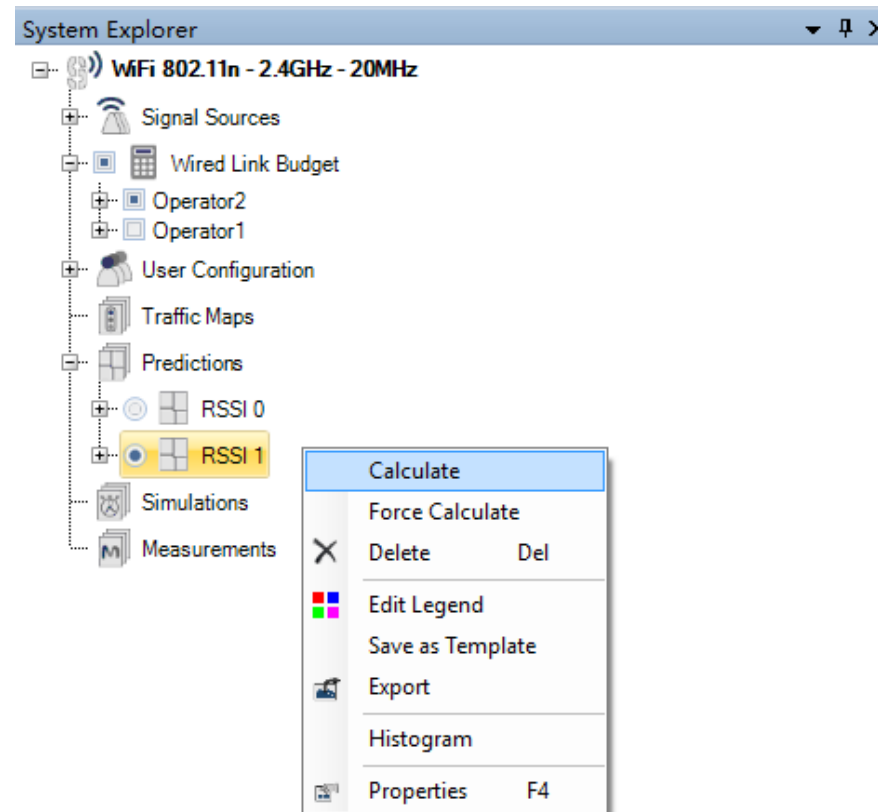 System Explorer
WiFi 802.11n - 2.4GHz - 20MHz
Signal Sources
Wired Link Budget
Operator2
Operator1
User Configuration
Traffic Maps
Predictions
RSSI 0
RSSI 1
Simulations
Measurements
Calculate
Force Calculate
Delete Del
Edit Legend
Save as Template
Export
Histogram
Properties F4